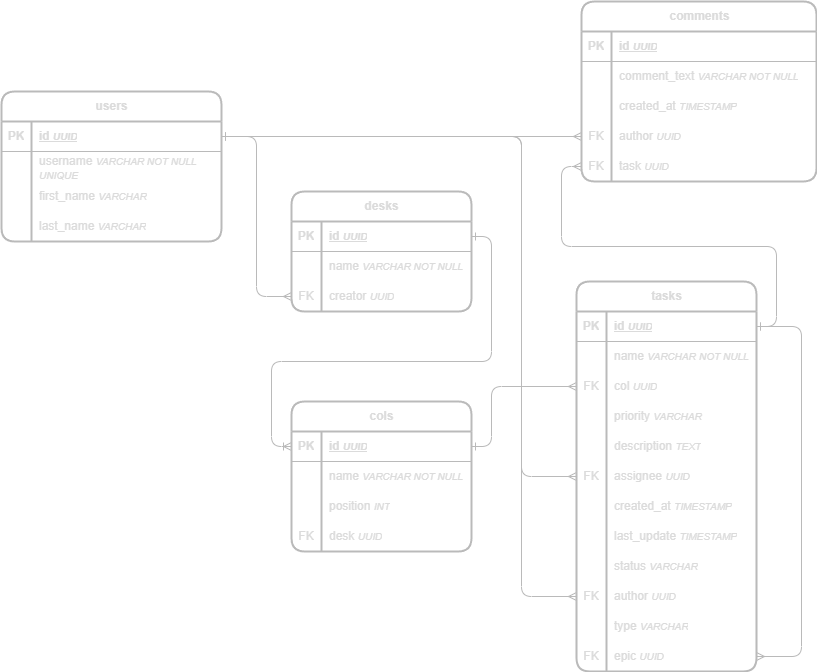 comments
PK id UUID
comment_text VARCHAR NOT NULL
created_at TIMESTAMP
FK author UUID
FK task UUID
users
PK id UUID
username VARCHAR NOT NULL
UNIQUE
first_name VARCHAR
last_name VARCHAR
desks
PK id UUID
name VARCHAR NOT NULL
FK creator UUID
cols
PK id UUID
name VARCHAR NOT NULL
position INT
FK desk UUID
tasks
PK id UUID
name VARCHAR NOT NULL
FK col UUID
priority VARCHAR
description TEXT
FK assignee UUID
created_at TIMESTAMP
last_update TIMESTAMP
status VARCHAR
FK author UUID
type VARCHAR
FK epic UUID